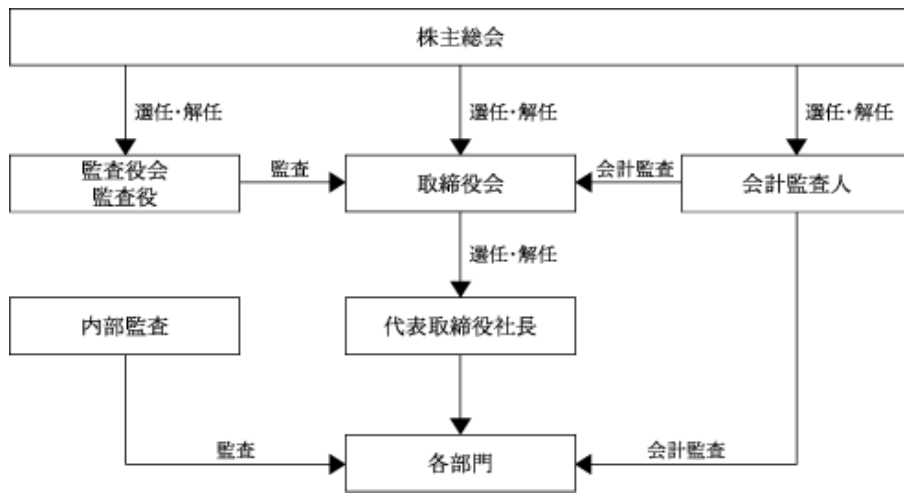 株主総会
選任・解任
選任・解任
選任・解任
監査役会
監査役
監査
取締役会
会計監査
会計監査人
選任・解任
内部監査
代表取締役社長
監査
各部門
会計監査